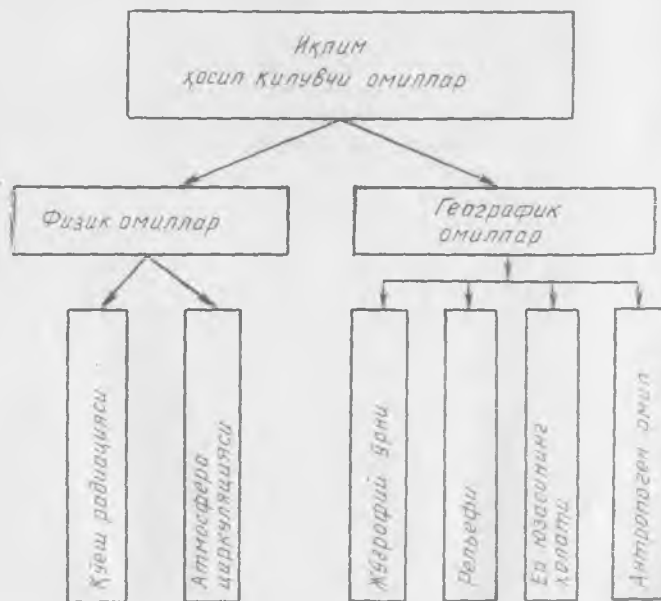 Иқлим
ҳосил қилувчи омиллар
Физик омиллар
Географик
омиллар
Қуёш радиацияси
Атмосфера
циркуляцияси
Жуғрофий ўрни
Рельефи
Ер юзасининг
ҳолати
Антропоген омил